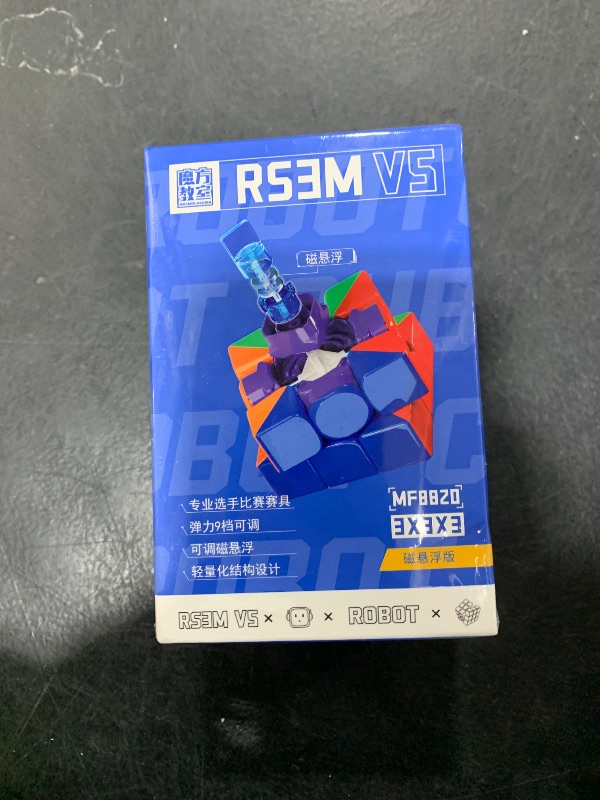 魔方
教室
RS3M V5
磁悬浮
专业选手比赛赛具
弹力9档可调
可调磁悬浮
轻量化结构设计
MF8820
3X3X3
磁悬浮版
RS3M V5 × × ROBOT ×